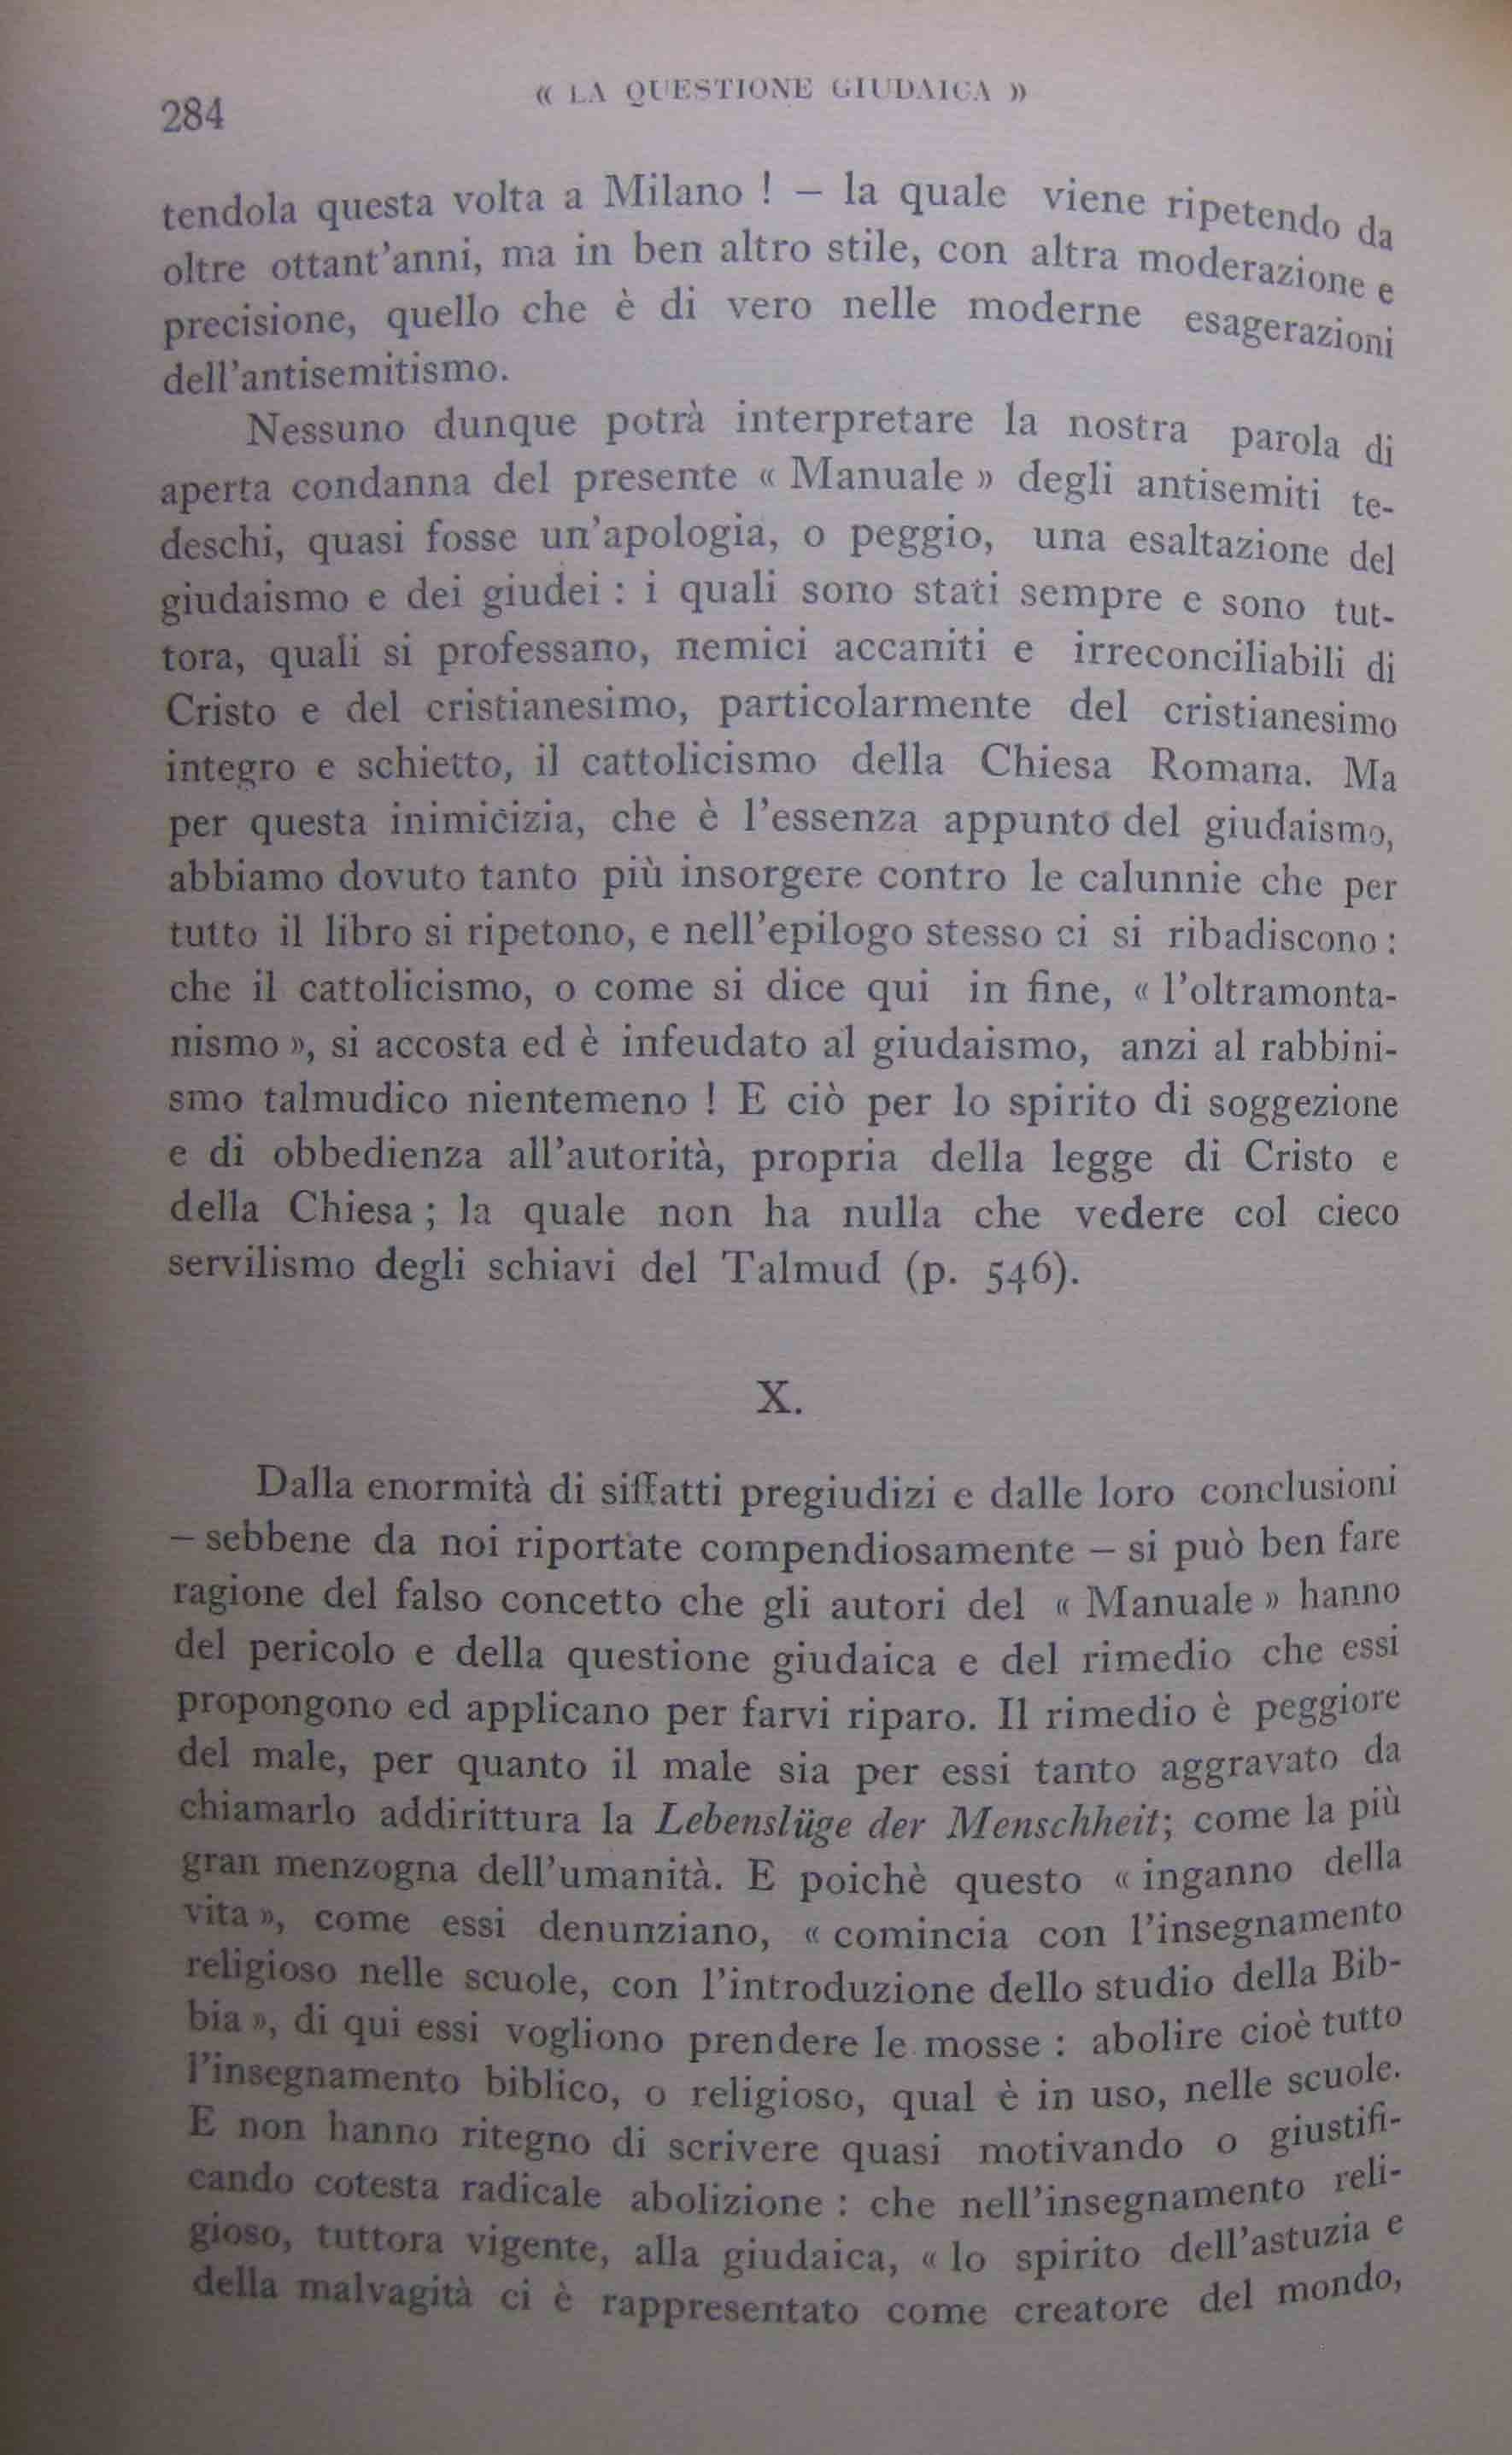 284
« LA QUESTIONE GIUDAICA »
tendola questa volta a Milano ! – la quale viene ripetendo da
oltre ottant'anni, ma in ben altro stile, con altra moderazione e
precisione, quello che è di vero nelle moderne esagerazioni
dell'antisemitismo.
Nessuno dunque potrà interpretare la nostra parola di
aperta condanna del presente « Manuale » degli antisemiti te-
deschi, quasi fosse un'apologia, o peggio, una esaltazione del
giudaismo e dei giudei : i quali sono stati sempre e sono tut-
tora, quali si professano, nemici accaniti e irreconciliabili di
Cristo e del cristianesimo, particolarmente del cristianesimo
integro e schietto, il cattolicismo della Chiesa Romana. Ma
per questa inimicizia, che è l'essenza appunto del giudaismo,
abbiamo dovuto tanto più insorgere contro le calunnie che per
tutto il libro si ripetono, e nell'epilogo stesso ci si ribadiscono :
che il cattolicismo, o come si dice qui in fine, « l'oltramonta-
nismo », si accosta ed è infeudato al giudaismo, anzi al rabbini-
smo talmudico nientemeno ! E ciò per lo spirito di soggezione
e di obbedienza all'autorità, propria della legge di Cristo e
della Chiesa ; la quale non ha nulla che vedere col cieco
servilismo degli schiavi del Talmud (p. 546).
X.
Dalla enormità di siffatti pregiudizi e dalle loro conclusioni
– sebbene da noi riportate compendiosamente – si può ben fare
ragione del falso concetto che gli autori del « Manuale » hanno
del pericolo e della questione giudaica e del rimedio che essi
propongono ed applicano per farvi riparo. Il rimedio è peggiore
del male, per quanto il male sia per essi tanto aggravato da
chiamarlo addirittura la Lebenslüge der Menschheit; come la più
gran menzogna dell'umanità. E poichè questo « inganno della
vita », come essi denunziano, « comincia con l'insegnamento
religioso nelle scuole, con l'introduzione dello studio della Bib-
bia », di qui essi vogliono prendere le mosse : abolire cioè tutto
l'insegnamento biblico, o religioso, qual è in uso, nelle scuole.
E non hanno ritegno di scrivere quasi motivando o giustifi-
cando cotesta radicale abolizione : che nell'insegnamento reli-
gioso, tuttora vigente, alla giudaica, « lo spirito dell'astuzia e
della malvagità ci è rappresentato come creatore del mondo,